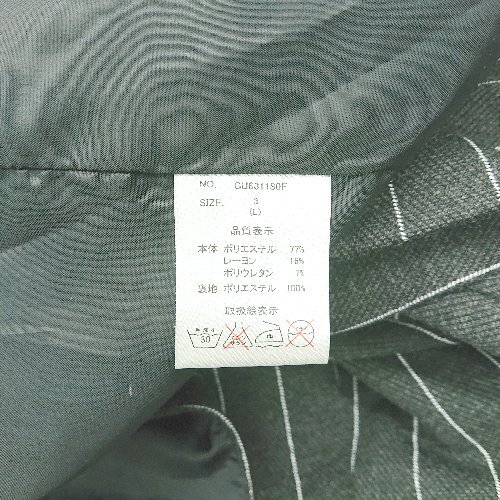 NO. CU631180F
SIZE. 3
(L)
品質表示
本体 ポリエステル 77%
レーヨン 16%
ポリウレタン 7%
裏地 ポリエステル 100%
取扱絵表示
30